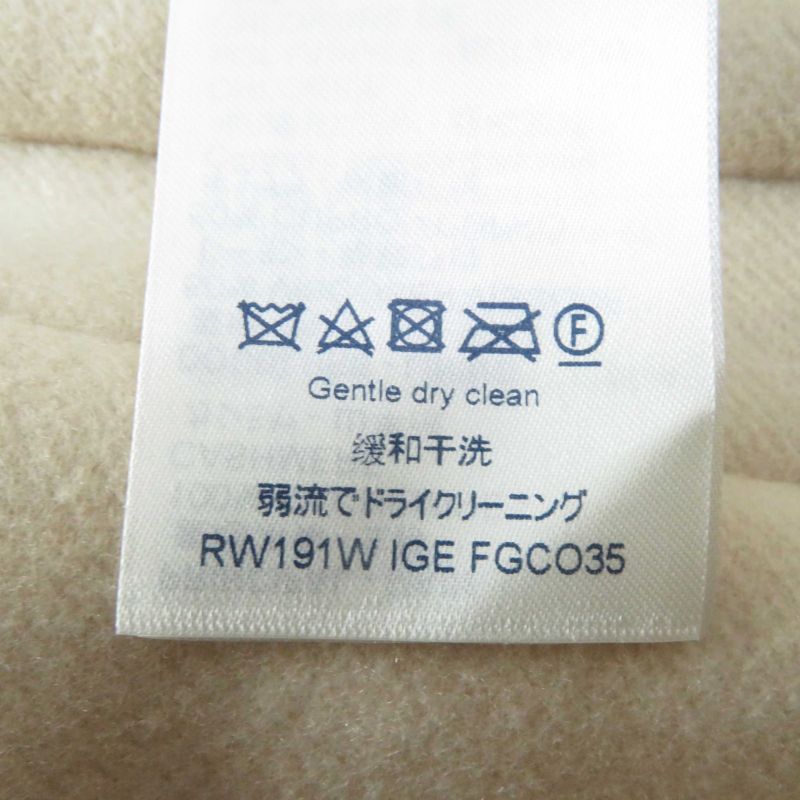 F
Gentle dry clean
缓和干洗
弱流でドライクリーニング
RW191W IGE FGCO35